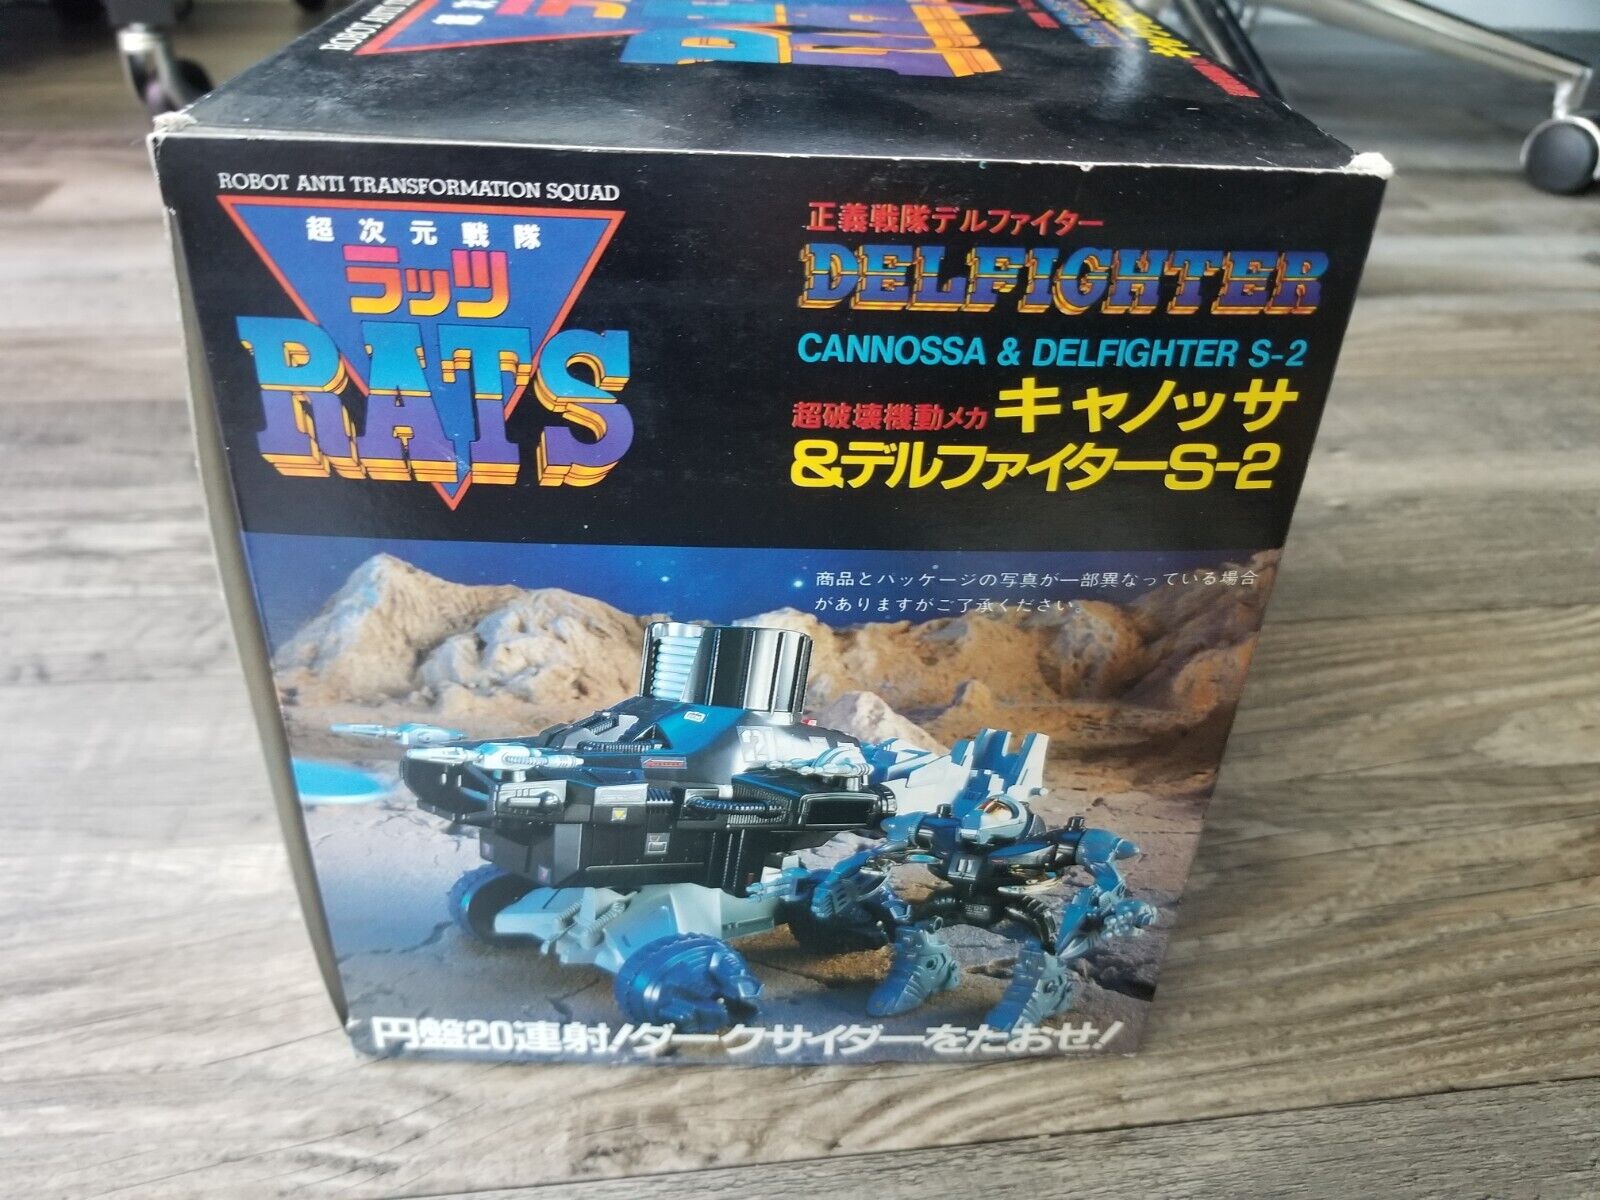 ROBOT ANTI TRANSFORMATION SQUAD
超次元戦隊
ラッツ
RATS
正義戦隊デルファイター
DELFIGHTER
CANNOSSA & DELFIGHTER S-2
超破壊機動メカ キャノッサ
&デルファイターS-2
商品とパッケージの写真が一部異なっている場合
がありますがご了承ください。
円盤20連射!ダークサイダーをたおせ!